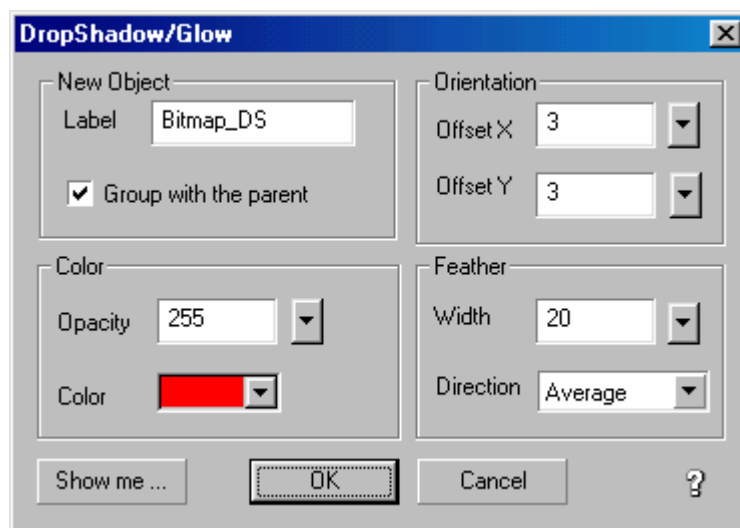 DropShadow/Glow
New Object
Label Bitmap_DS
Group with the parent
Orientation
Offset X 3
Offset Y 3
Color
Opacity 255
Color
Feather
Width 20
Direction Average
Show me ... OK Cancel ?